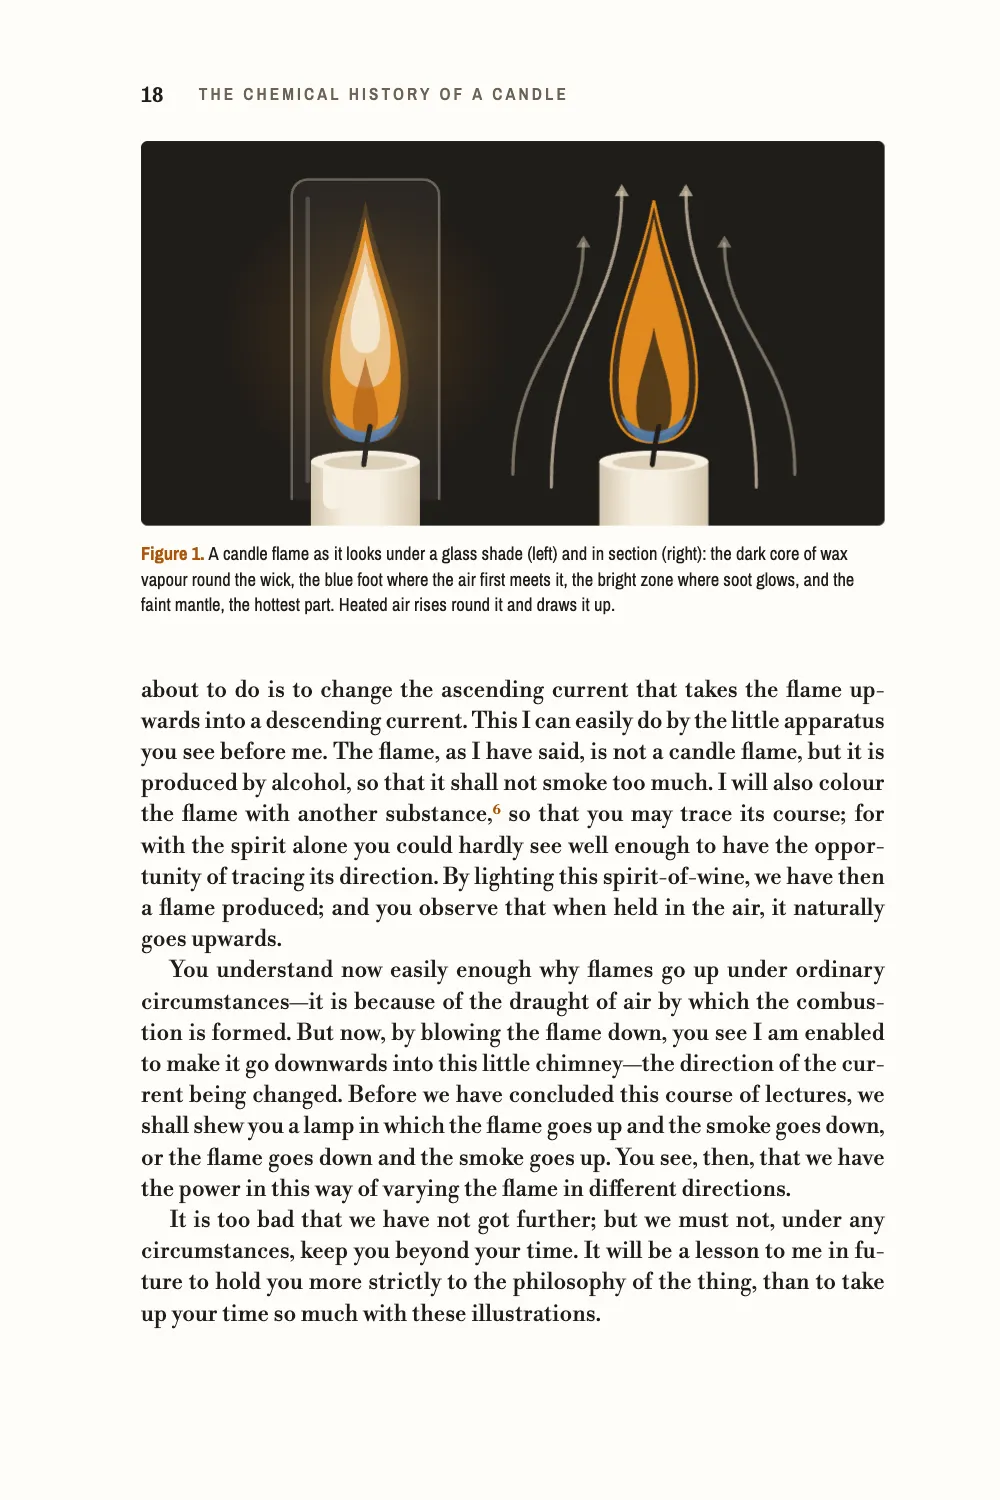 18 THE CHEMICAL HISTORY OF A CANDLE
Figure 1. A candle flame as it looks under a glass shade (left) and in section (right): the dark core of wax
vapour round the wick, the blue foot where the air first meets it, the bright zone where soot glows, and the
faint mantle, the hottest part. Heated air rises round it and draws it up.
about to do is to change the ascending current that takes the flame up-
wards into a descending current. This I can easily do by the little apparatus
you see before me. The flame, as I have said, is not a candle flame, but it is
produced by alcohol, so that it shall not smoke too much. I will also colour
the flame with another substance,⁶ so that you may trace its course; for
with the spirit alone you could hardly see well enough to have the oppor-
tunity of tracing its direction. By lighting this spirit-of-wine, we have then
a flame produced; and you observe that when held in the air, it naturally
goes upwards.
You understand now easily enough why flames go up under ordinary
circumstances—it is because of the draught of air by which the combus-
tion is formed. But now, by blowing the flame down, you see I am enabled
to make it go downwards into this little chimney—the direction of the cur-
rent being changed. Before we have concluded this course of lectures, we
shall shew you a lamp in which the flame goes up and the smoke goes down,
or the flame goes down and the smoke goes up. You see, then, that we have
the power in this way of varying the flame in different directions.
It is too bad that we have not got further; but we must not, under any
circumstances, keep you beyond your time. It will be a lesson to me in fu-
ture to hold you more strictly to the philosophy of the thing, than to take
up your time so much with these illustrations.